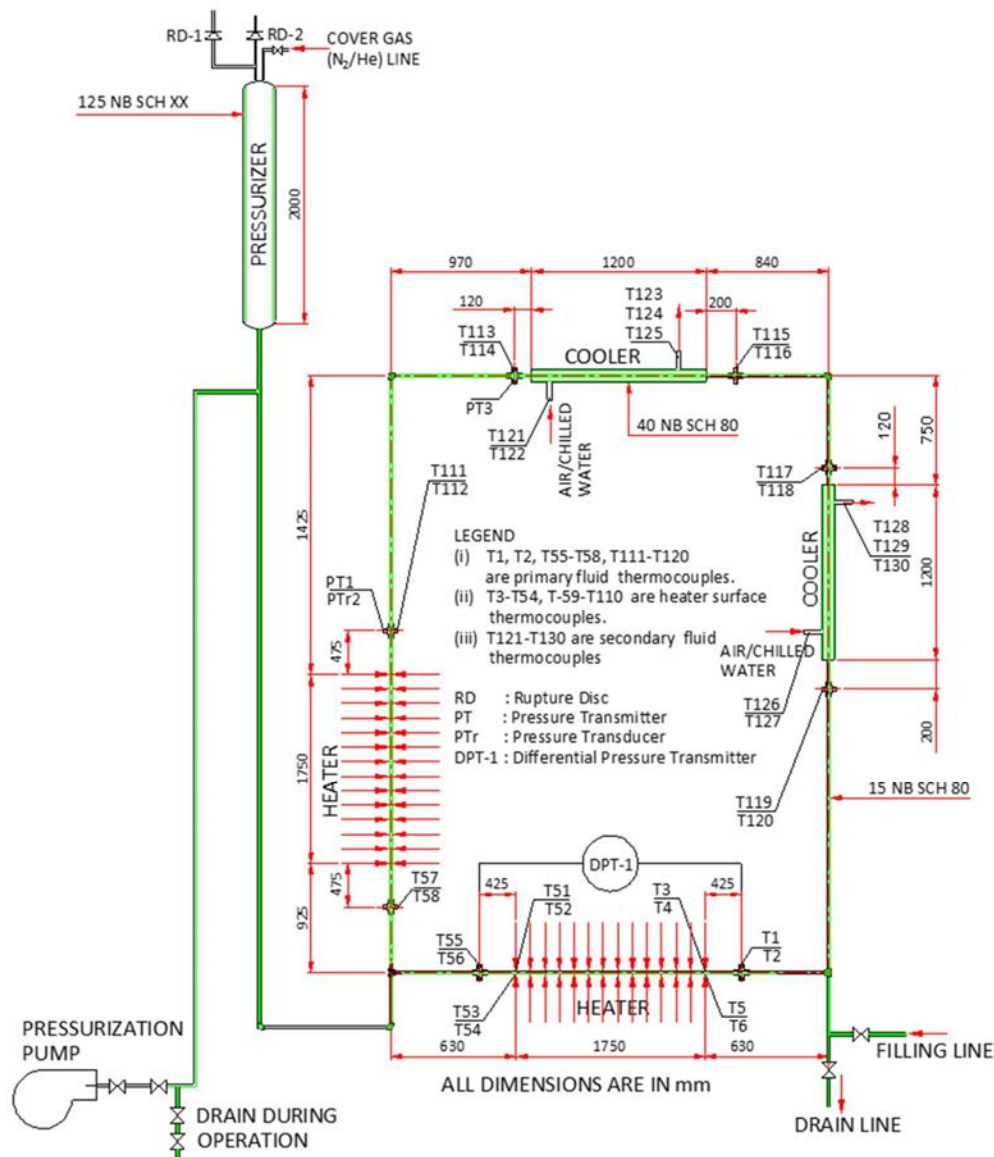 RD-1
RD-2
COVER GAS
(N₂/He) LINE
125 NB SCH XX
PRESSURIZER
2000
970
1200
840
120
T123
T124
T125
200
T113
T114
COOLER
T115
T116
PT3
T121
T122
AIR/CHILLED
WATER
40 NB SCH 80
120
750
T117
T118
T111
T112
1425
LEGEND
(i) T1, T2, T55-T58, T111-T120
are primary fluid thermocouples.
(ii) T3-T54, T-59-T110 are heater surface
thermocouples.
(iii) T121-T130 are secondary fluid
thermocouples
COOLER
T128
T129
T130
1200
PT1
PTr2
475
AIR/CHILLED
WATER
T126
T127
200
RD : Rupture Disc
PT : Pressure Transmitter
PTr : Pressure Transducer
DPT-1 : Differential Pressure Transmitter
1750
HEATER
T119
T120
15 NB SCH 80
DPT-1
475
T57
T58
925
425
T51
T52
T3
T4
425
T55
T56
T1
T2
HEATER
T53
T54
T5
T6
630
1750
630
ALL DIMENSIONS ARE IN mm
PRESSURIZATION
PUMP
FILLING LINE
DRAIN DURING
OPERATION
DRAIN LINE